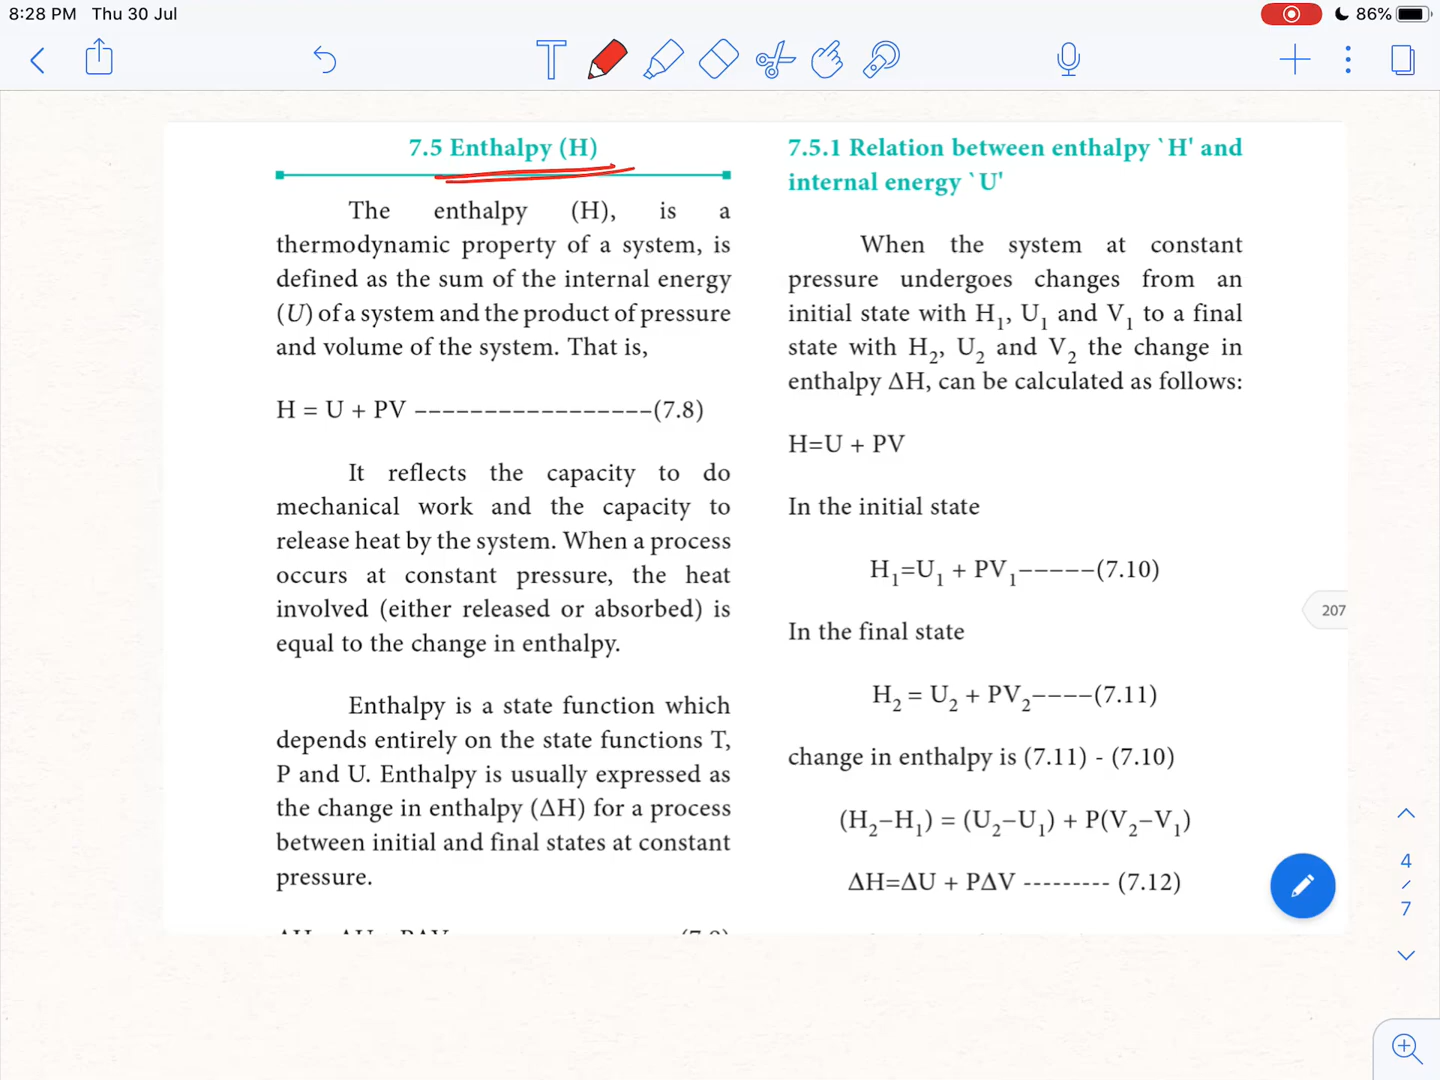 8:28 PM Thu 30 Jul
86%
7.5 Enthalpy (H)
The enthalpy (H), is a
thermodynamic property of a system, is
defined as the sum of the internal energy
(U) of a system and the product of pressure
and volume of the system. That is,
H = U + PV –––––––––––––––––(7.8)
It reflects the capacity to do
mechanical work and the capacity to
release heat by the system. When a process
occurs at constant pressure, the heat
involved (either released or absorbed) is
equal to the change in enthalpy.
Enthalpy is a state function which
depends entirely on the state functions T,
P and U. Enthalpy is usually expressed as
the change in enthalpy (ΔH) for a process
between initial and final states at constant
pressure.
7.5.1 Relation between enthalpy `H' and
internal energy `U'
When the system at constant
pressure undergoes changes from an
initial state with H₁, U₁ and V₁ to a final
state with H₂, U₂ and V₂ the change in
enthalpy ΔH, can be calculated as follows:
H=U + PV
In the initial state
H₁=U₁ + PV₁–––––(7.10)
In the final state
H₂ = U₂ + PV₂––––(7.11)
change in enthalpy is (7.11) - (7.10)
(H₂–H₁) = (U₂–U₁) + P(V₂–V₁)
ΔH=ΔU + PΔV --------- (7.12)
207
4
/
7